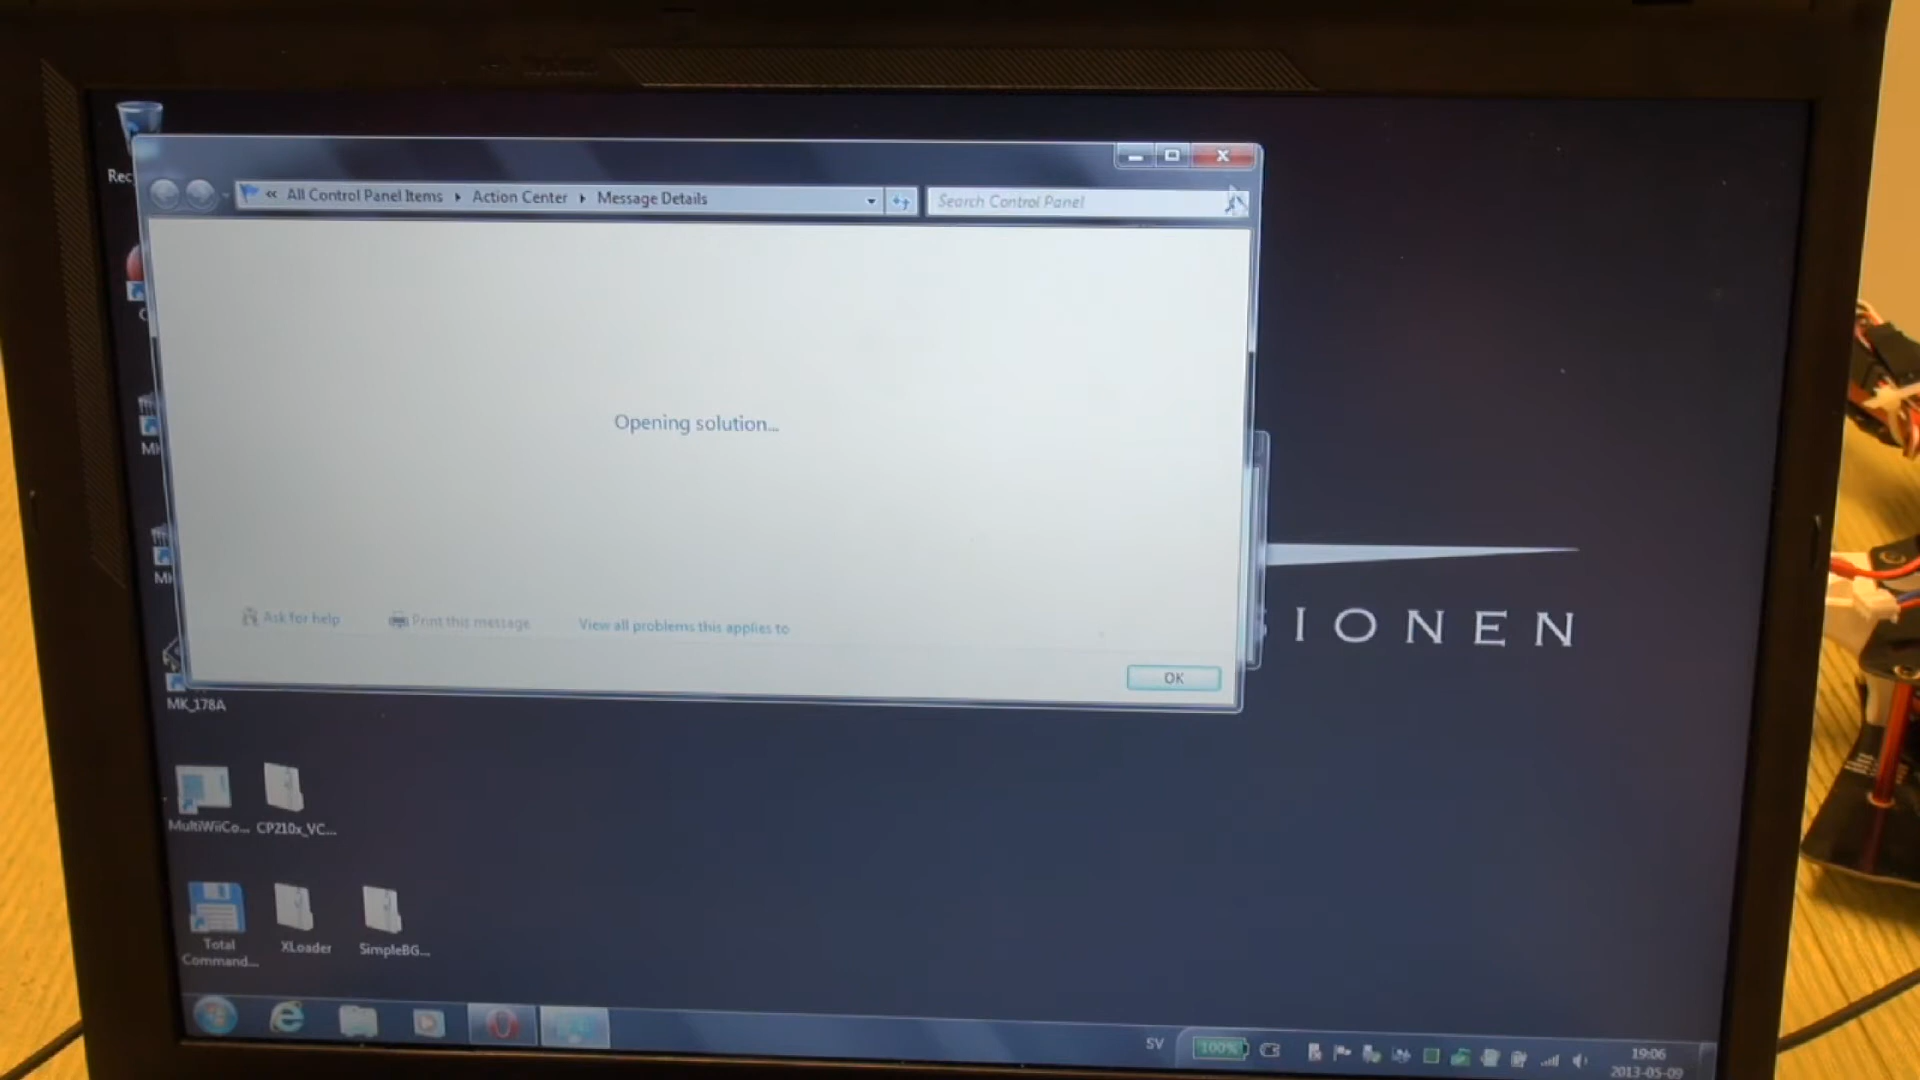 Rec
« All Control Panel Items ▸ Action Center ▸ Message Details
Search Control Panel
Opening solution...
Ask for help
Print this message
View all problems this applies to
OK
IONEN
MK_178A
MultiWiiCo...
CP210x_VC...
Total
Command...
XLoader
SimpleBG...
SV
100%
19:06
2013-05-09